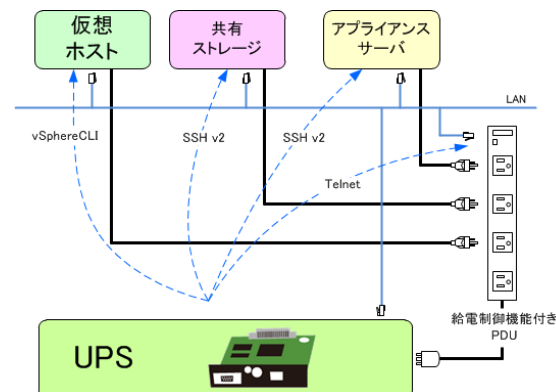 仮想
ホスト
共有
ストレージ
アプライアンス
サーバ
LAN
vSphereCLI
SSH v2
SSH v2
Telnet
給電制御機能付き
PDU
UPS